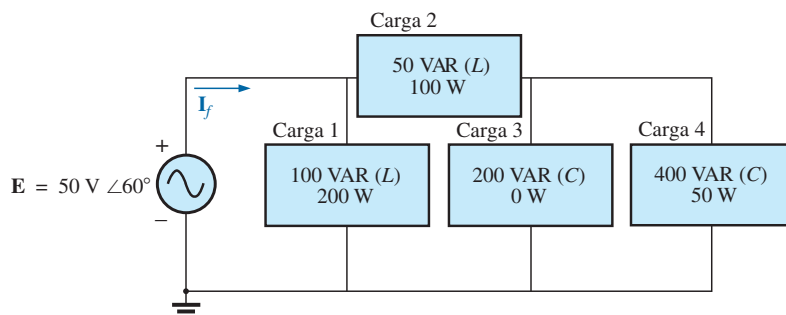 Carga 2
50 VAR (L)
100 W
I_f
Carga 1
Carga 3
Carga 4
+
E = 50 V ∠60°
–
100 VAR (L)
200 W
200 VAR (C)
0 W
400 VAR (C)
50 W